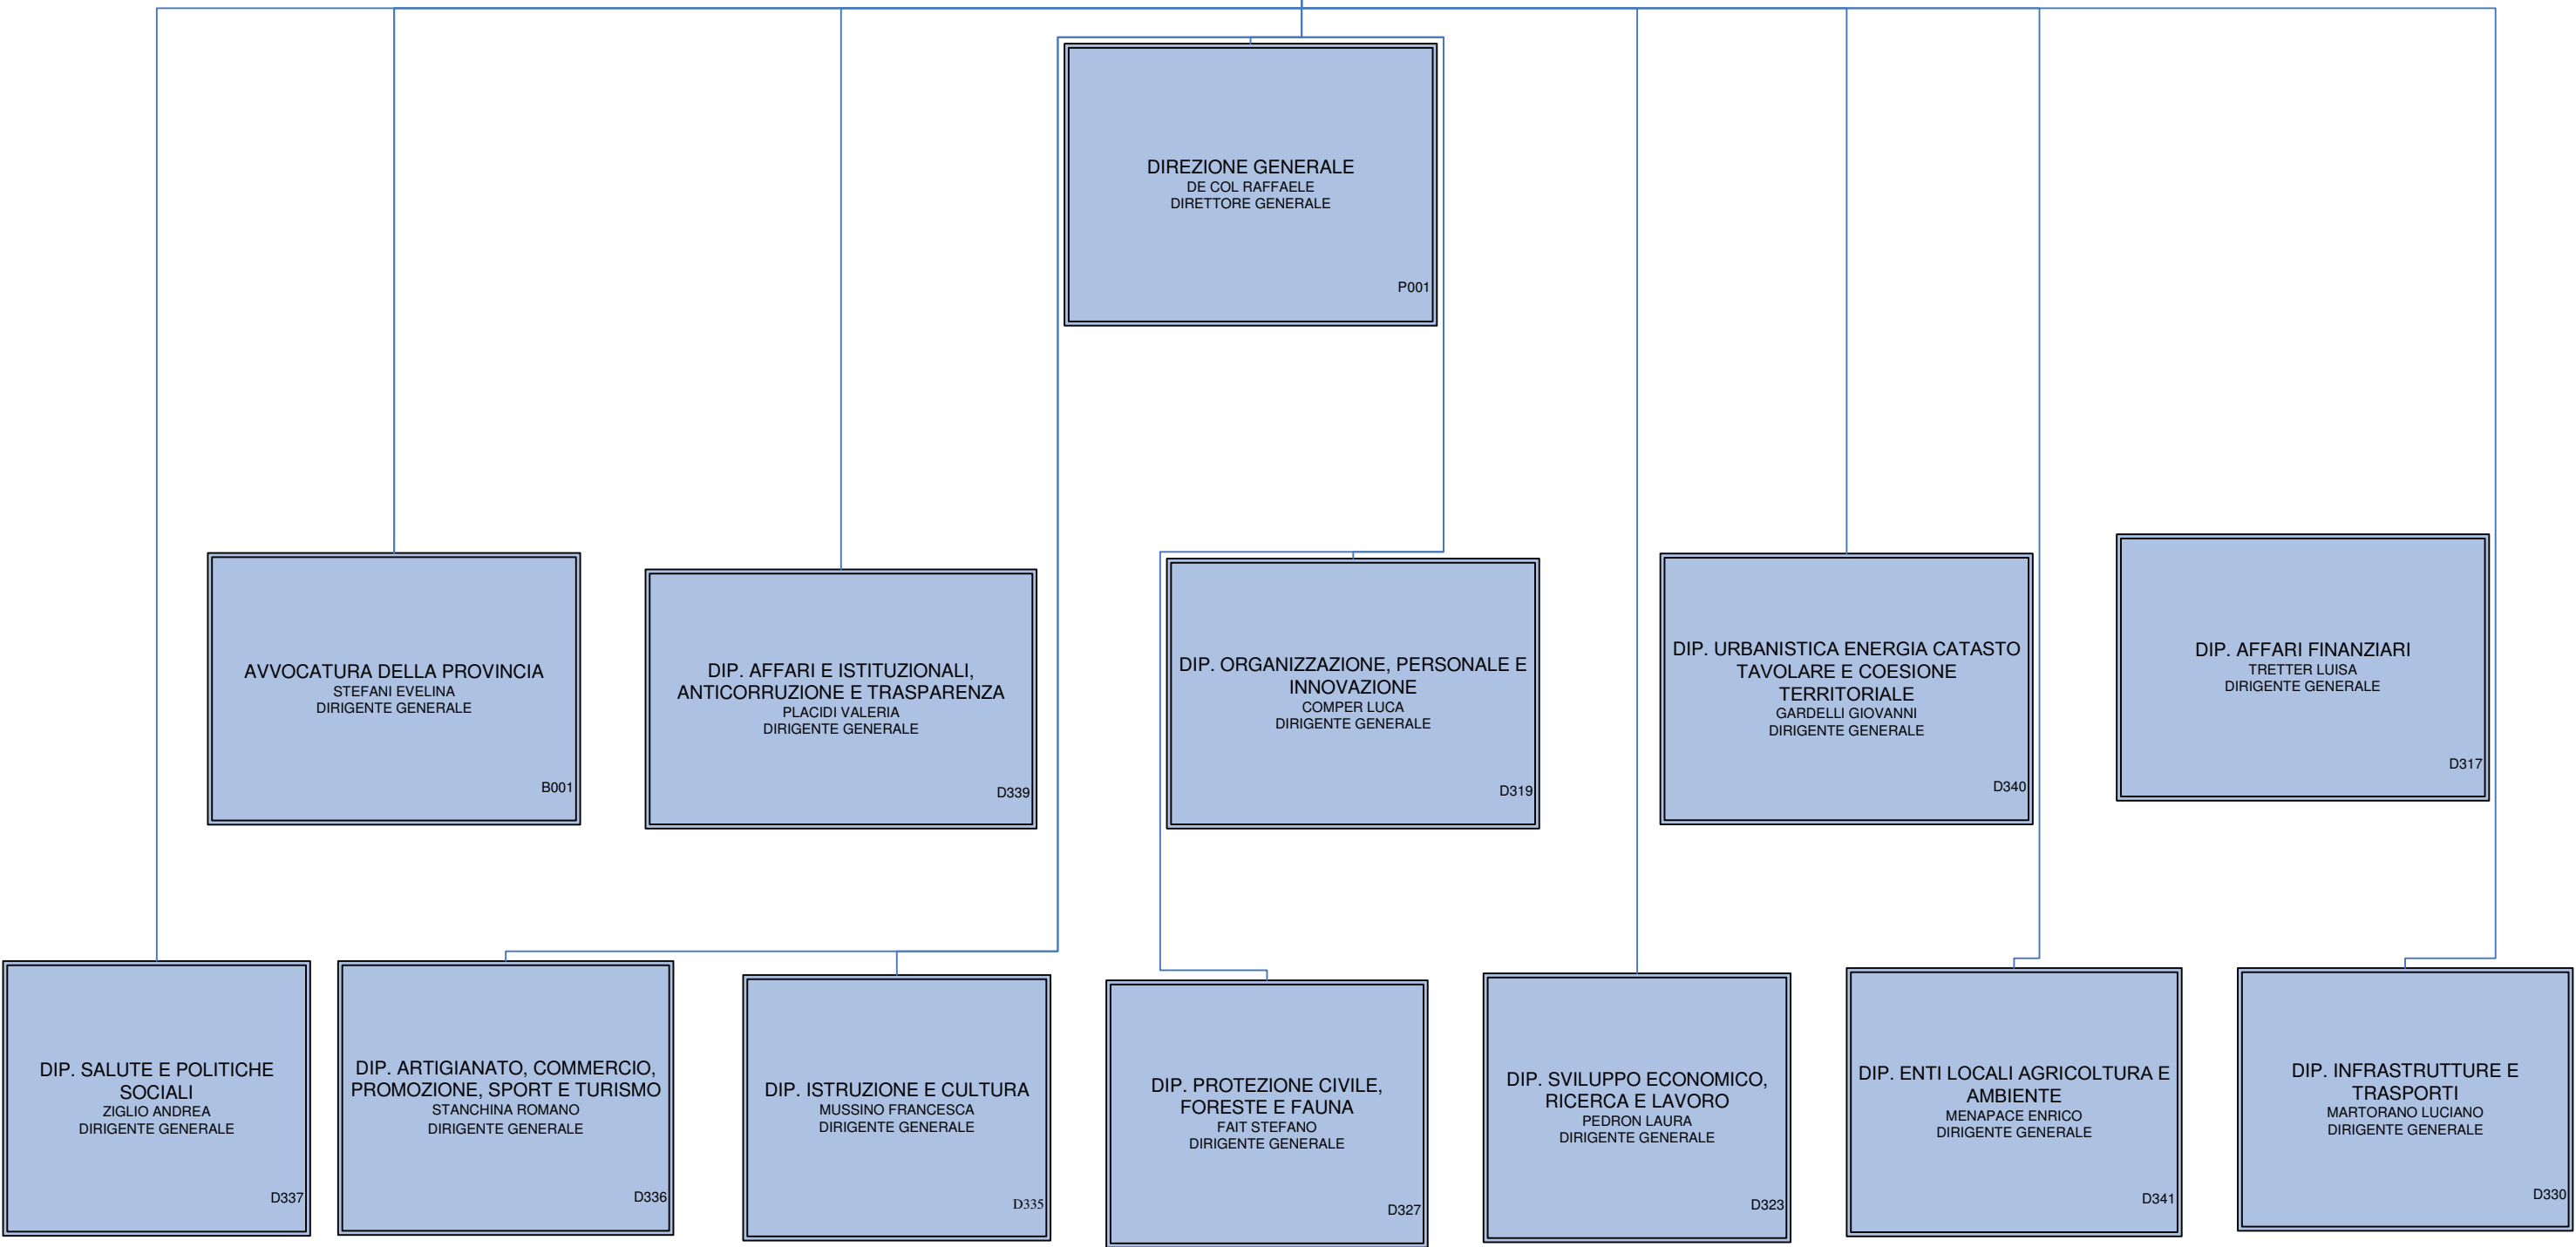 DIREZIONE GENERALE
DE COL RAFFAELE
DIRETTORE GENERALE
P001
AVVOCATURA DELLA PROVINCIA
STEFANI EVELINA
DIRIGENTE GENERALE
B001
DIP. AFFARI E ISTITUZIONALI,
ANTICORRUZIONE E TRASPARENZA
PLACIDI VALERIA
DIRIGENTE GENERALE
D339
DIP. ORGANIZZAZIONE, PERSONALE E
INNOVAZIONE
COMPER LUCA
DIRIGENTE GENERALE
D319
DIP. URBANISTICA ENERGIA CATASTO
TAVOLARE E COESIONE
TERRITORIALE
GARDELLI GIOVANNI
DIRIGENTE GENERALE
D340
DIP. AFFARI FINANZIARI
TRETTER LUISA
DIRIGENTE GENERALE
D317
DIP. SALUTE E POLITICHE
SOCIALI
ZIGLIO ANDREA
DIRIGENTE GENERALE
D337
DIP. ARTIGIANATO, COMMERCIO,
PROMOZIONE, SPORT E TURISMO
STANCHINA ROMANO
DIRIGENTE GENERALE
D336
DIP. ISTRUZIONE E CULTURA
MUSSINO FRANCESCA
DIRIGENTE GENERALE
D335
DIP. PROTEZIONE CIVILE,
FORESTE E FAUNA
FAIT STEFANO
DIRIGENTE GENERALE
D327
DIP. SVILUPPO ECONOMICO,
RICERCA E LAVORO
PEDRON LAURA
DIRIGENTE GENERALE
D323
DIP. ENTI LOCALI AGRICOLTURA E
AMBIENTE
MENAPACE ENRICO
DIRIGENTE GENERALE
D341
DIP. INFRASTRUTTURE E
TRASPORTI
MARTORANO LUCIANO
DIRIGENTE GENERALE
D330